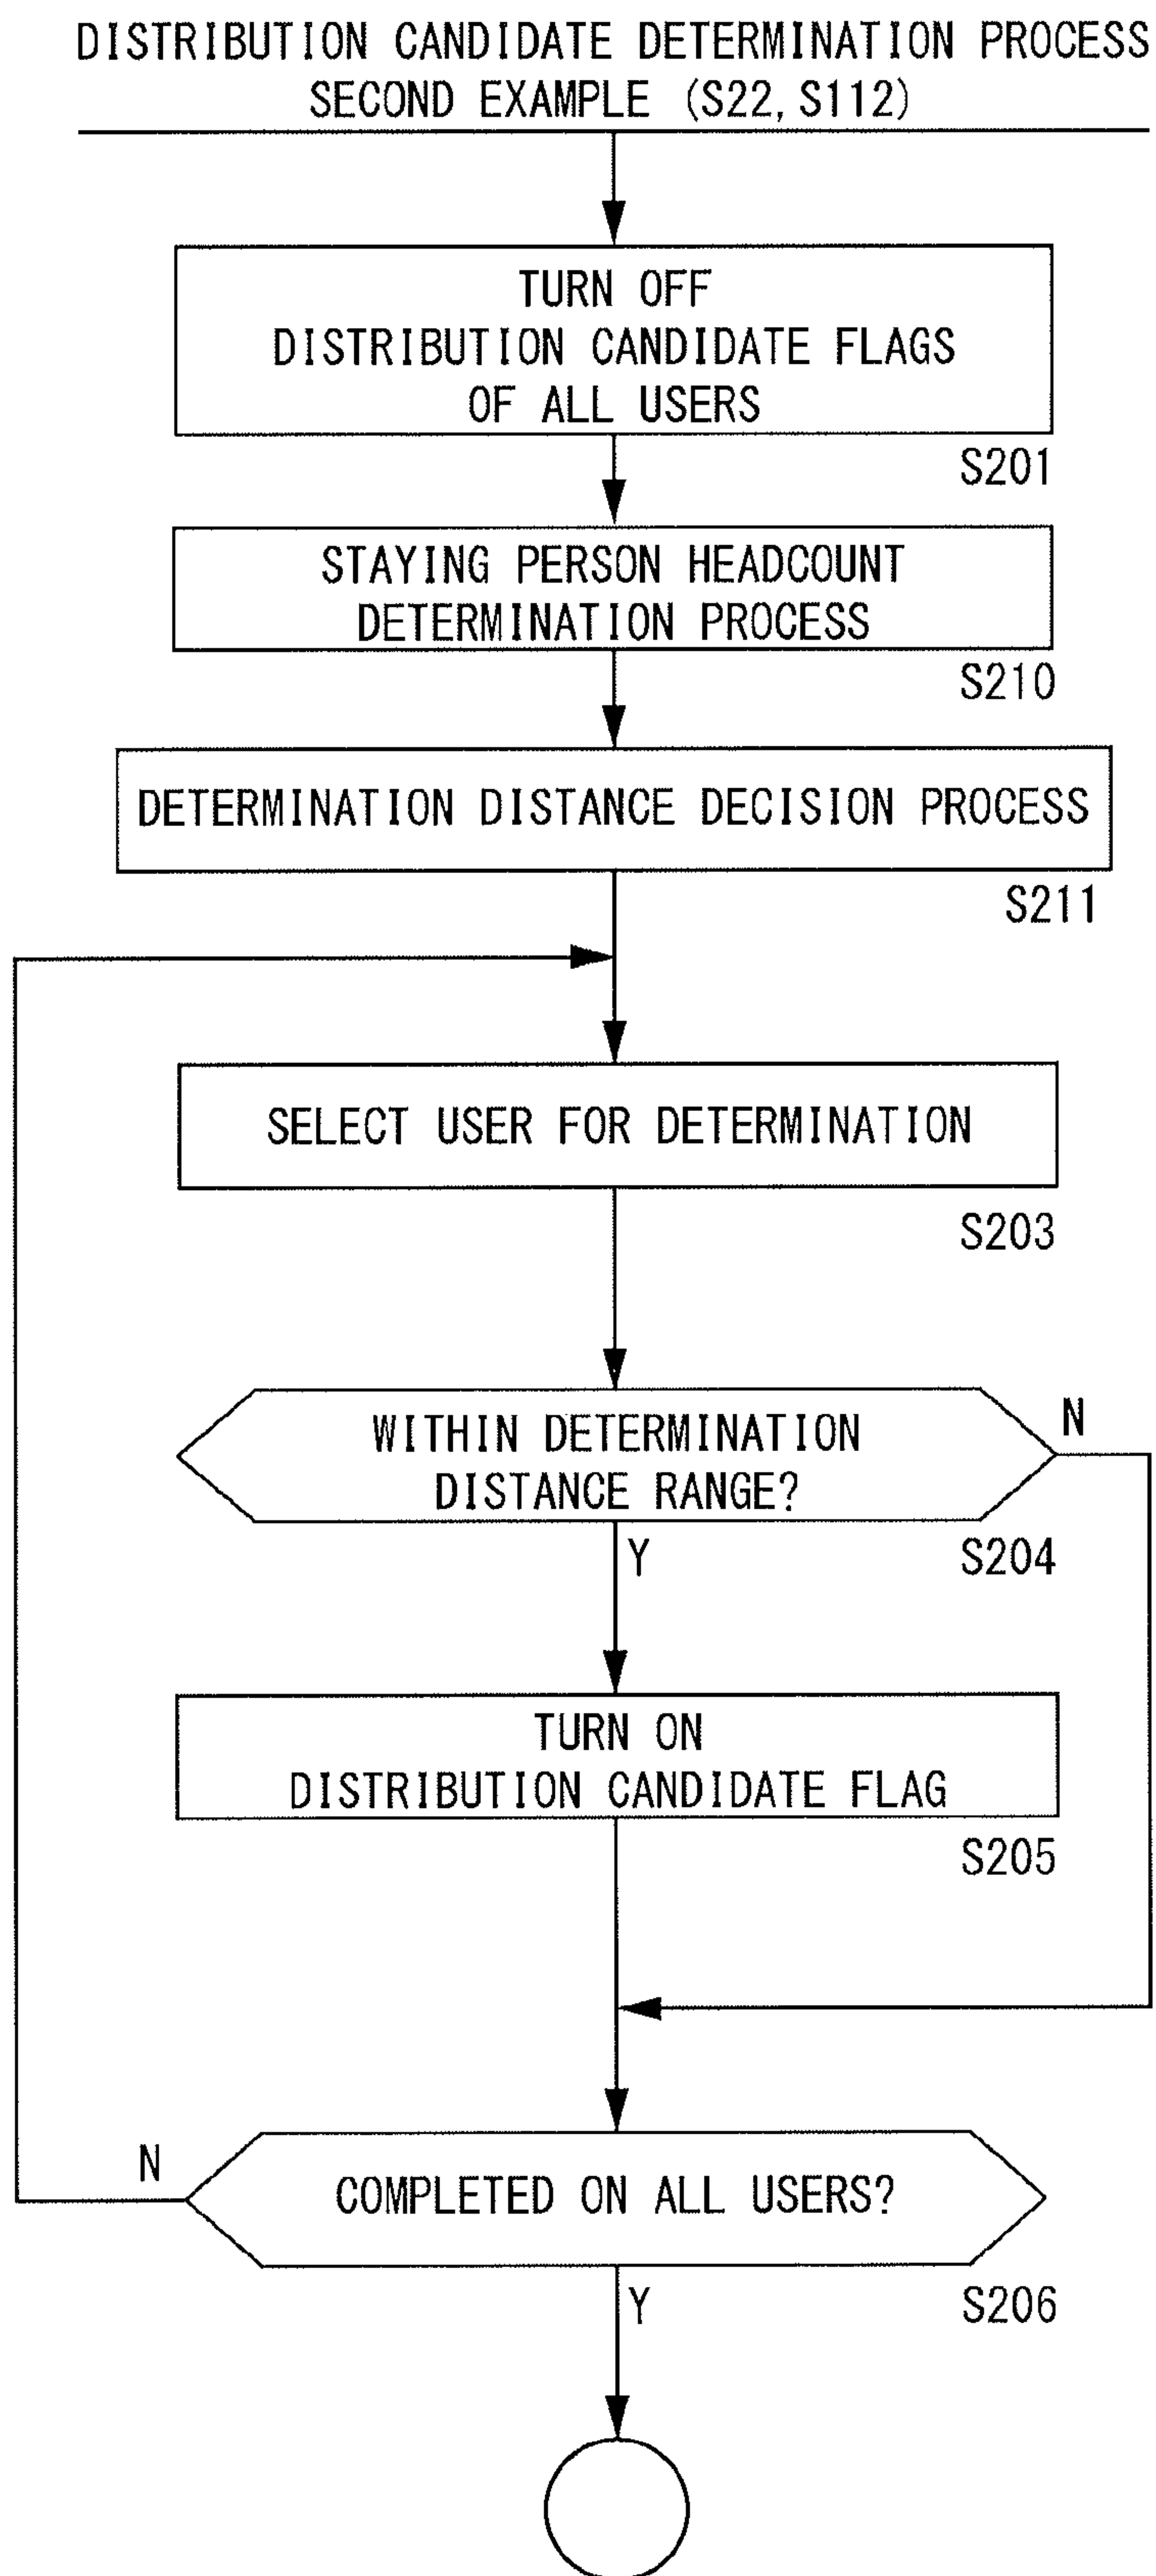 DISTRIBUTION CANDIDATE DETERMINATION PROCESS
SECOND EXAMPLE (S22, S112)
TURN OFF
DISTRIBUTION CANDIDATE FLAGS
OF ALL USERS
S201
STAYING PERSON HEADCOUNT
DETERMINATION PROCESS
S210
DETERMINATION DISTANCE DECISION PROCESS
S211
SELECT USER FOR DETERMINATION
S203
WITHIN DETERMINATION
DISTANCE RANGE?
N
S204
Y
TURN ON
DISTRIBUTION CANDIDATE FLAG
S205
N
COMPLETED ON ALL USERS?
S206
Y